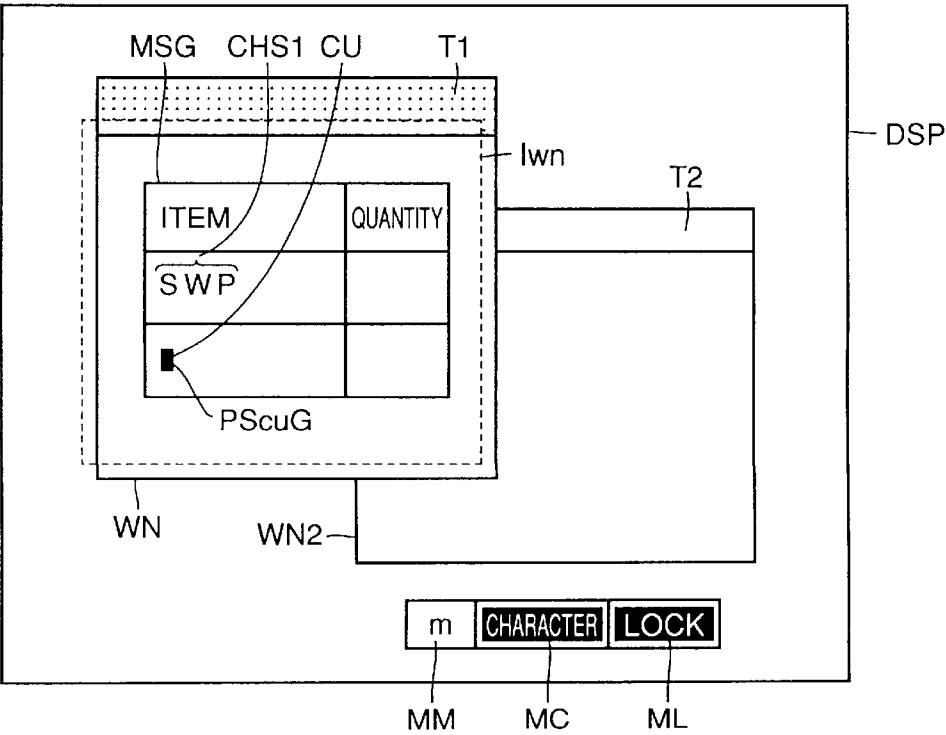 MSG CHS1 CU T1
DSP
Iwn
T2
ITEM QUANTITY
SWP
PScuG
WN
WN2
m CHARACTER LOCK
MM MC ML